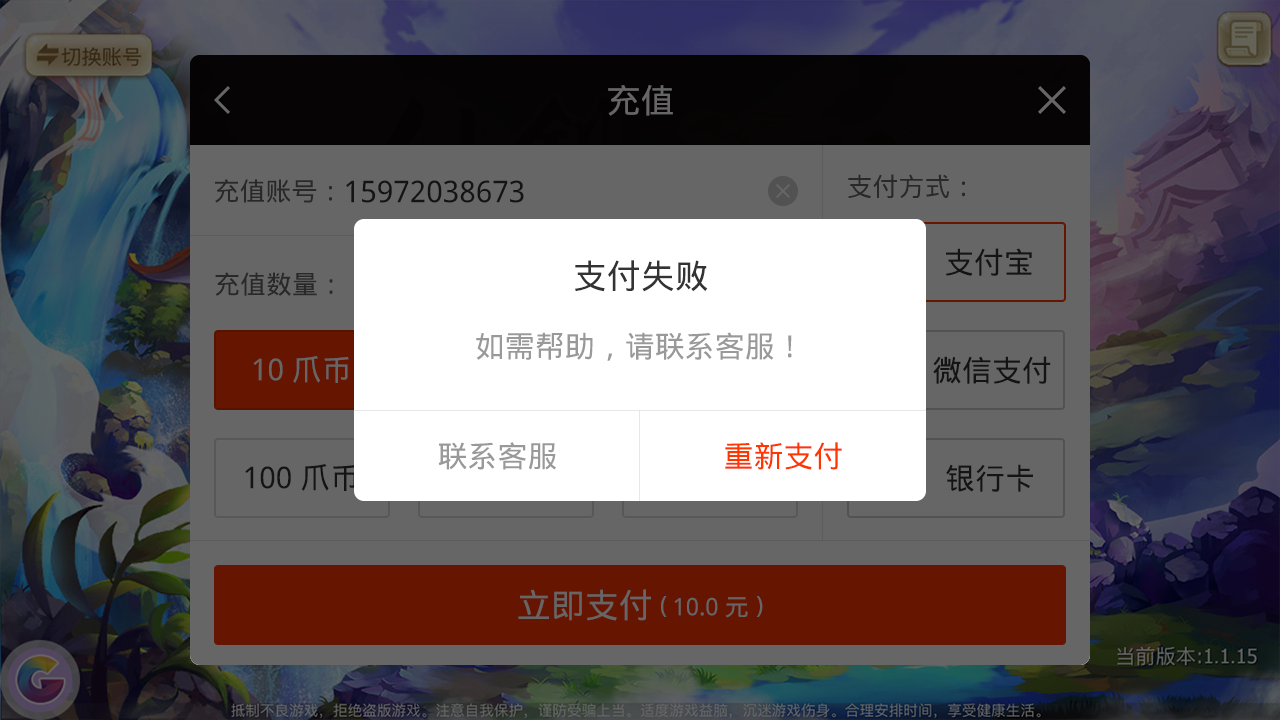 切换账号
充值
充值账号：15972038673
支付方式：
支付失败
支付宝
充值数量：
如需帮助，请联系客服！
10 爪币
微信支付
联系客服
重新支付
100 爪币
银行卡
立即支付（10.0 元）
当前版本:1.1.15
抵制不良游戏，拒绝盗版游戏。注意自我保护，谨防受骗上当。适度游戏益脑，沉迷游戏伤身。合理安排时间，享受健康生活。